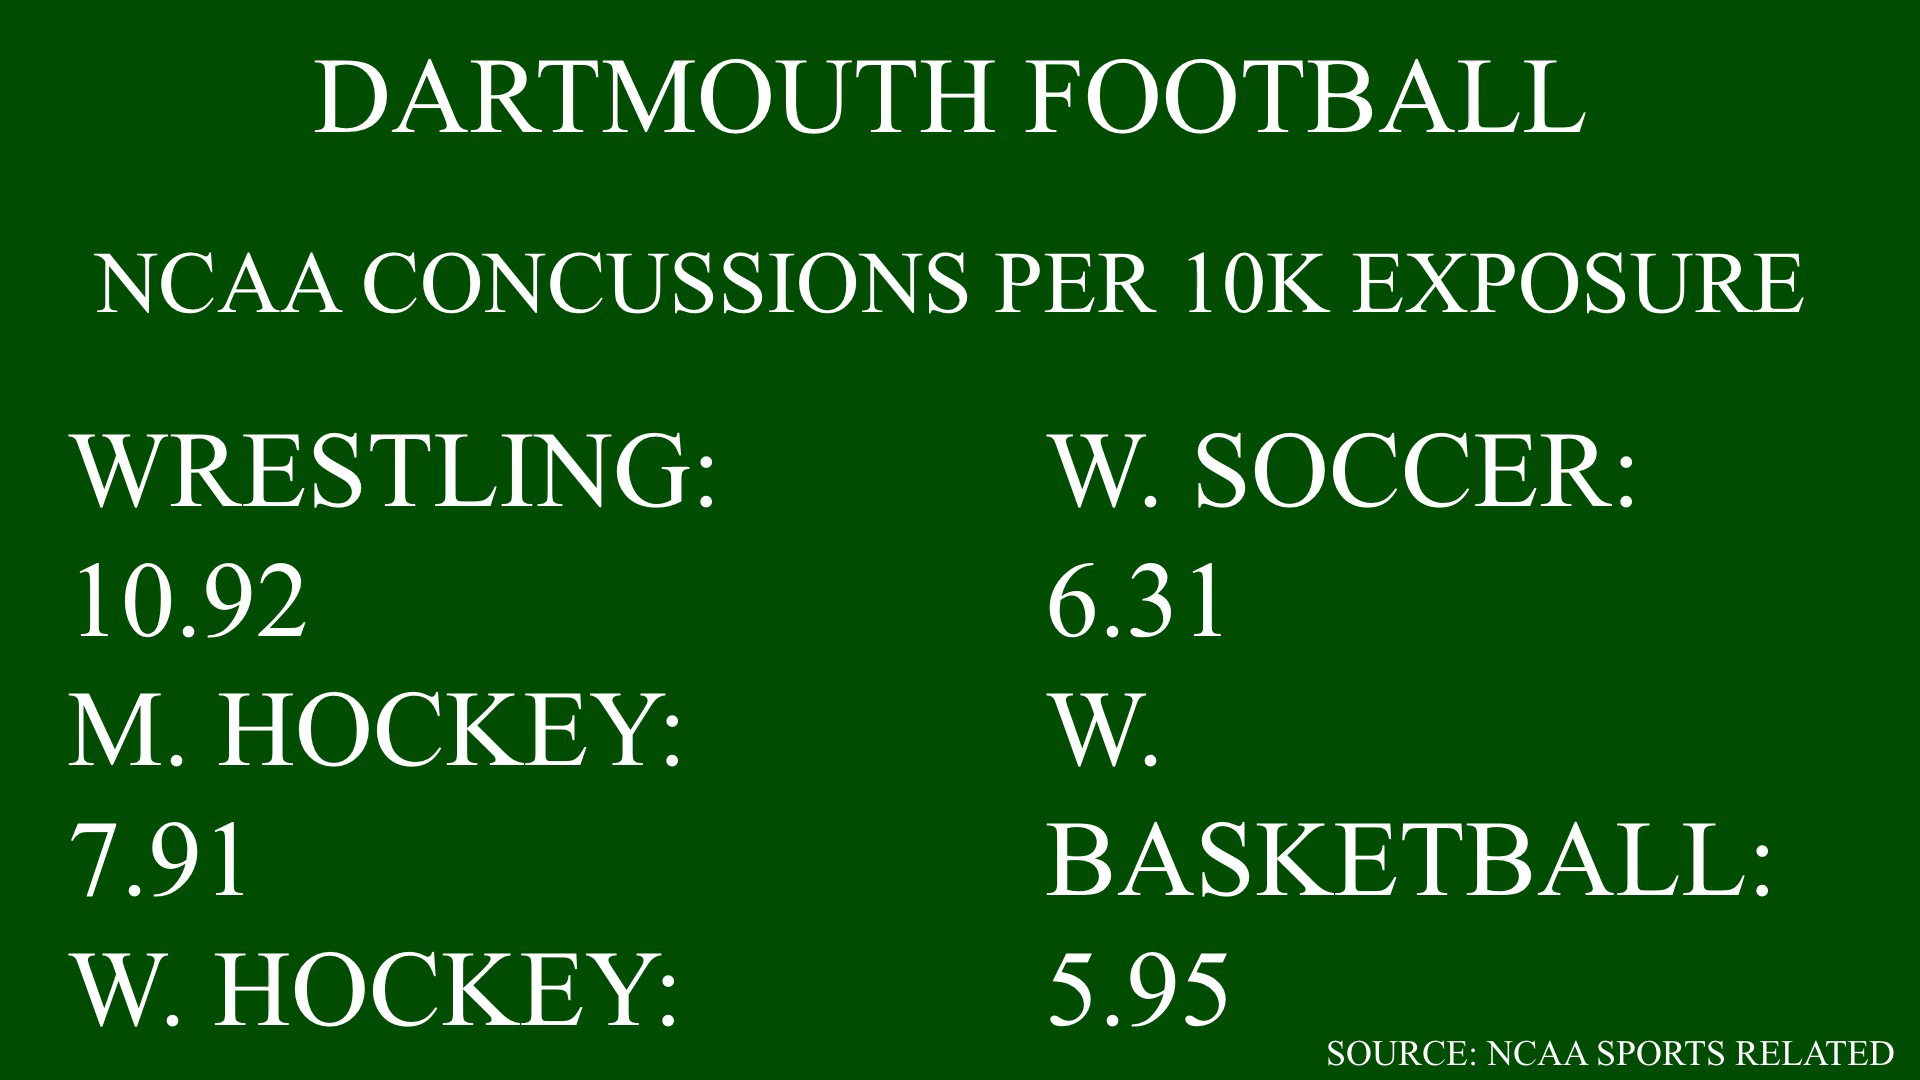 DARTMOUTH FOOTBALL
NCAA CONCUSSIONS PER 10K EXPOSURE
WRESTLING:
10.92
M. HOCKEY:
7.91
W. HOCKEY:
W. SOCCER:
6.31
W.
BASKETBALL:
5.95
SOURCE: NCAA SPORTS RELATED